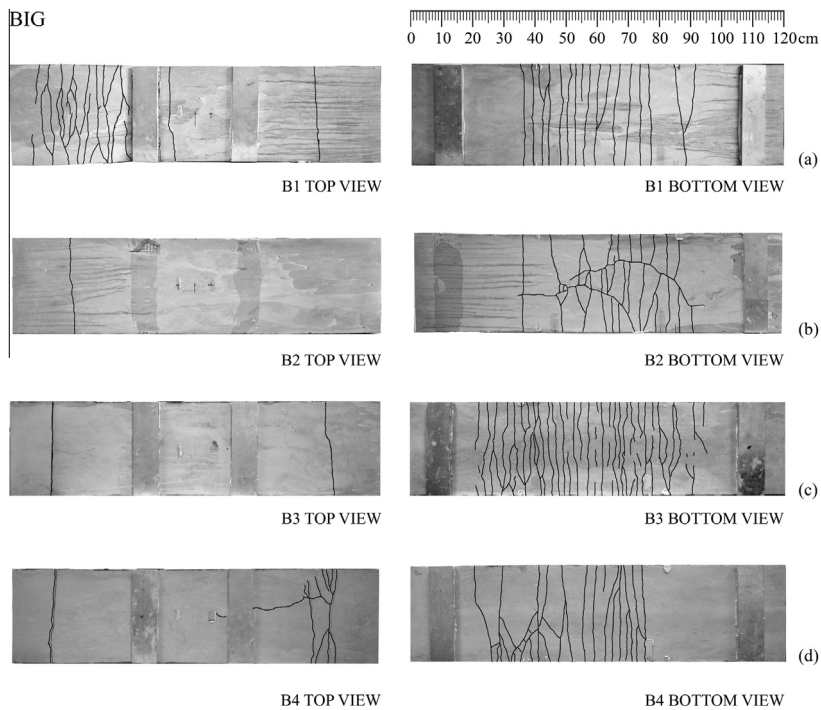 BIG
0 10 20 30 40 50 60 70 80 90 100 110 120cm
(a)
B1 TOP VIEW B1 BOTTOM VIEW
(b)
B2 TOP VIEW B2 BOTTOM VIEW
(c)
B3 TOP VIEW B3 BOTTOM VIEW
(d)
B4 TOP VIEW B4 BOTTOM VIEW